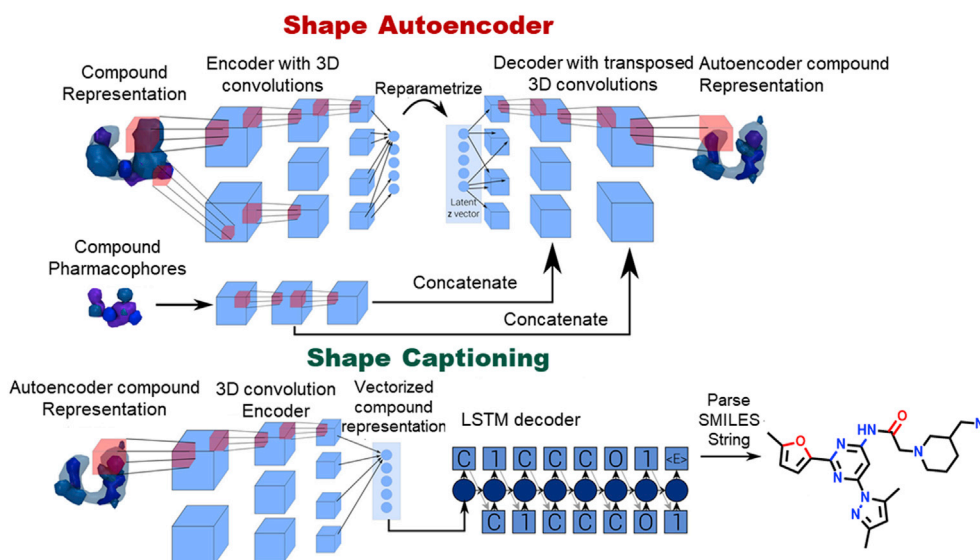 Shape Autoencoder
Compound
Representation
Encoder with 3D
convolutions
Reparametrize
Decoder with transposed
3D convolutions
Autoencoder compound
Representation
Latent
z vector
Compound
Pharmacophores
Concatenate
Concatenate
Shape Captioning
Autoencoder compound
Representation
3D convolution
Encoder
Vectorized
compound
representation
LSTM decoder
C 1 C C C O 1 <E>
C 1 C C C O 1
Parse
SMILES
String
O
HN
O
N
N
N
N
N
N